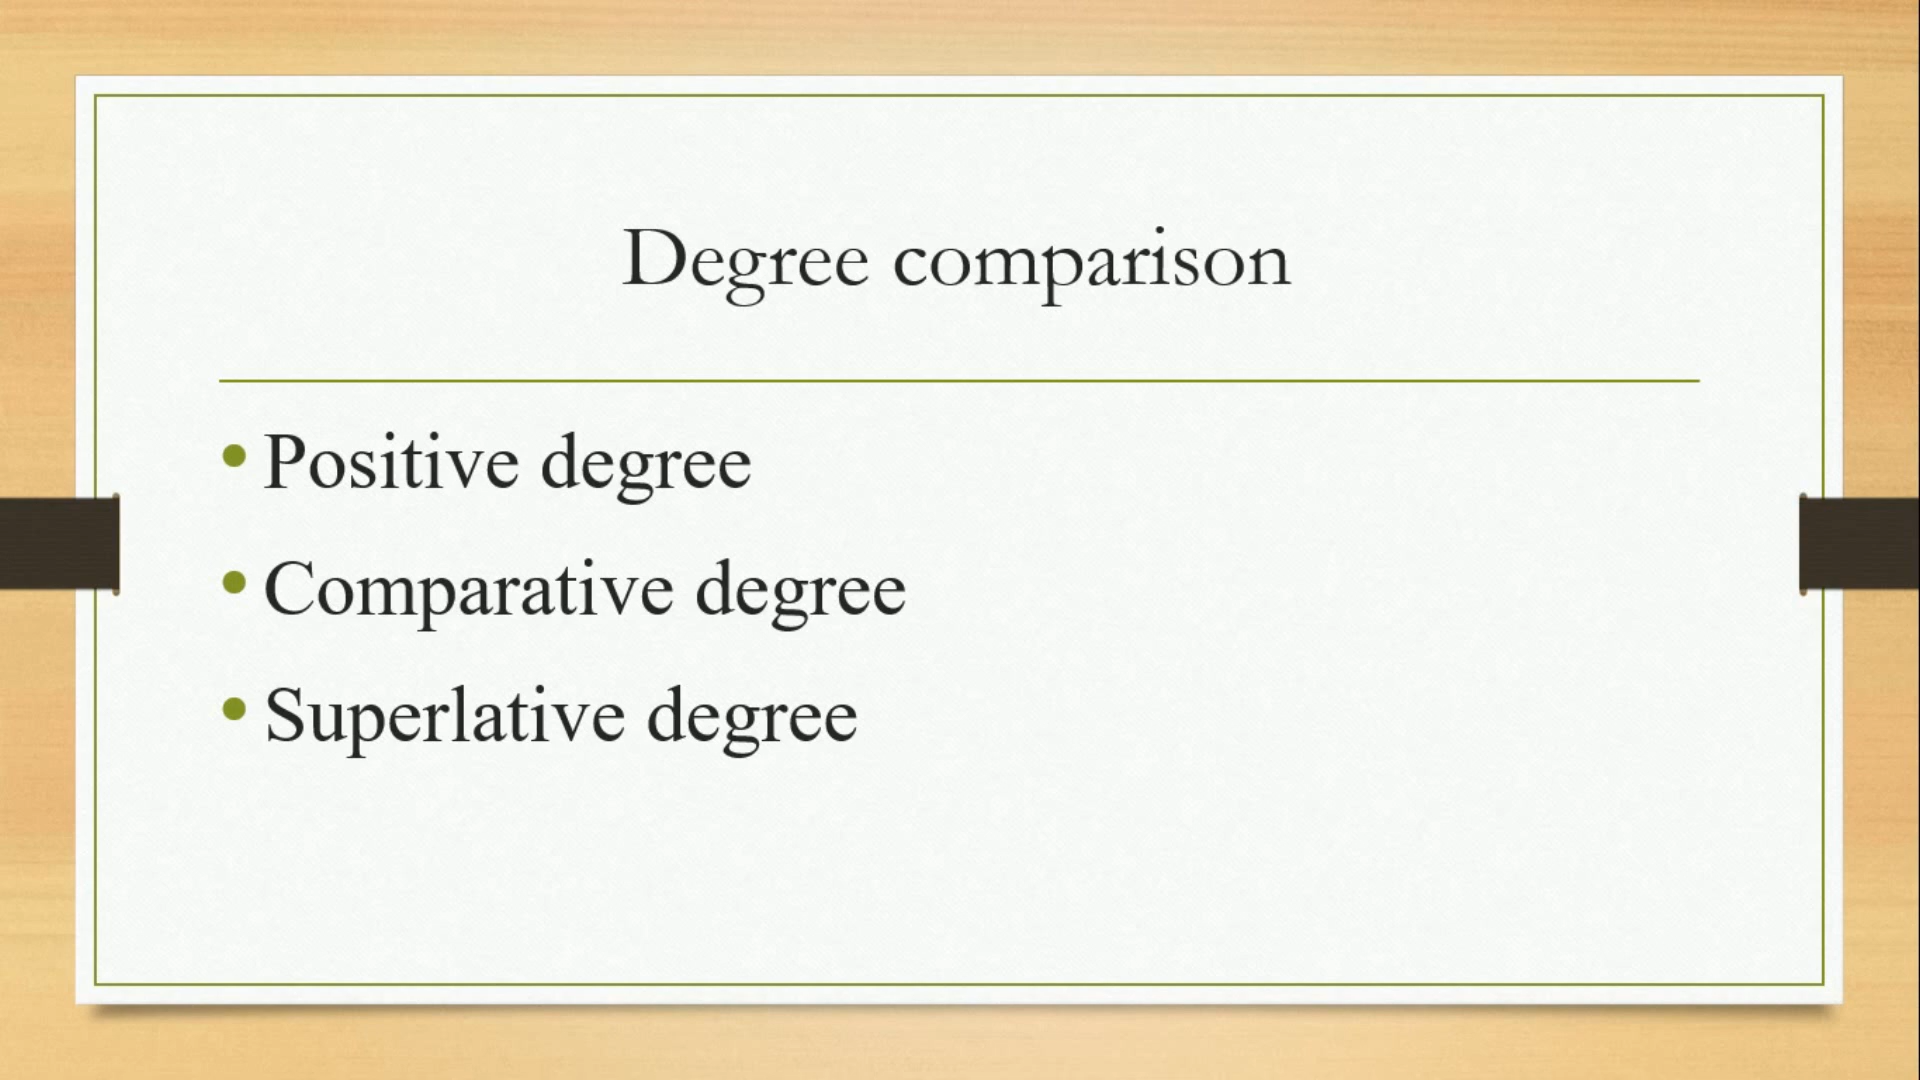 Degree comparison
• Positive degree
• Comparative degree
• Superlative degree